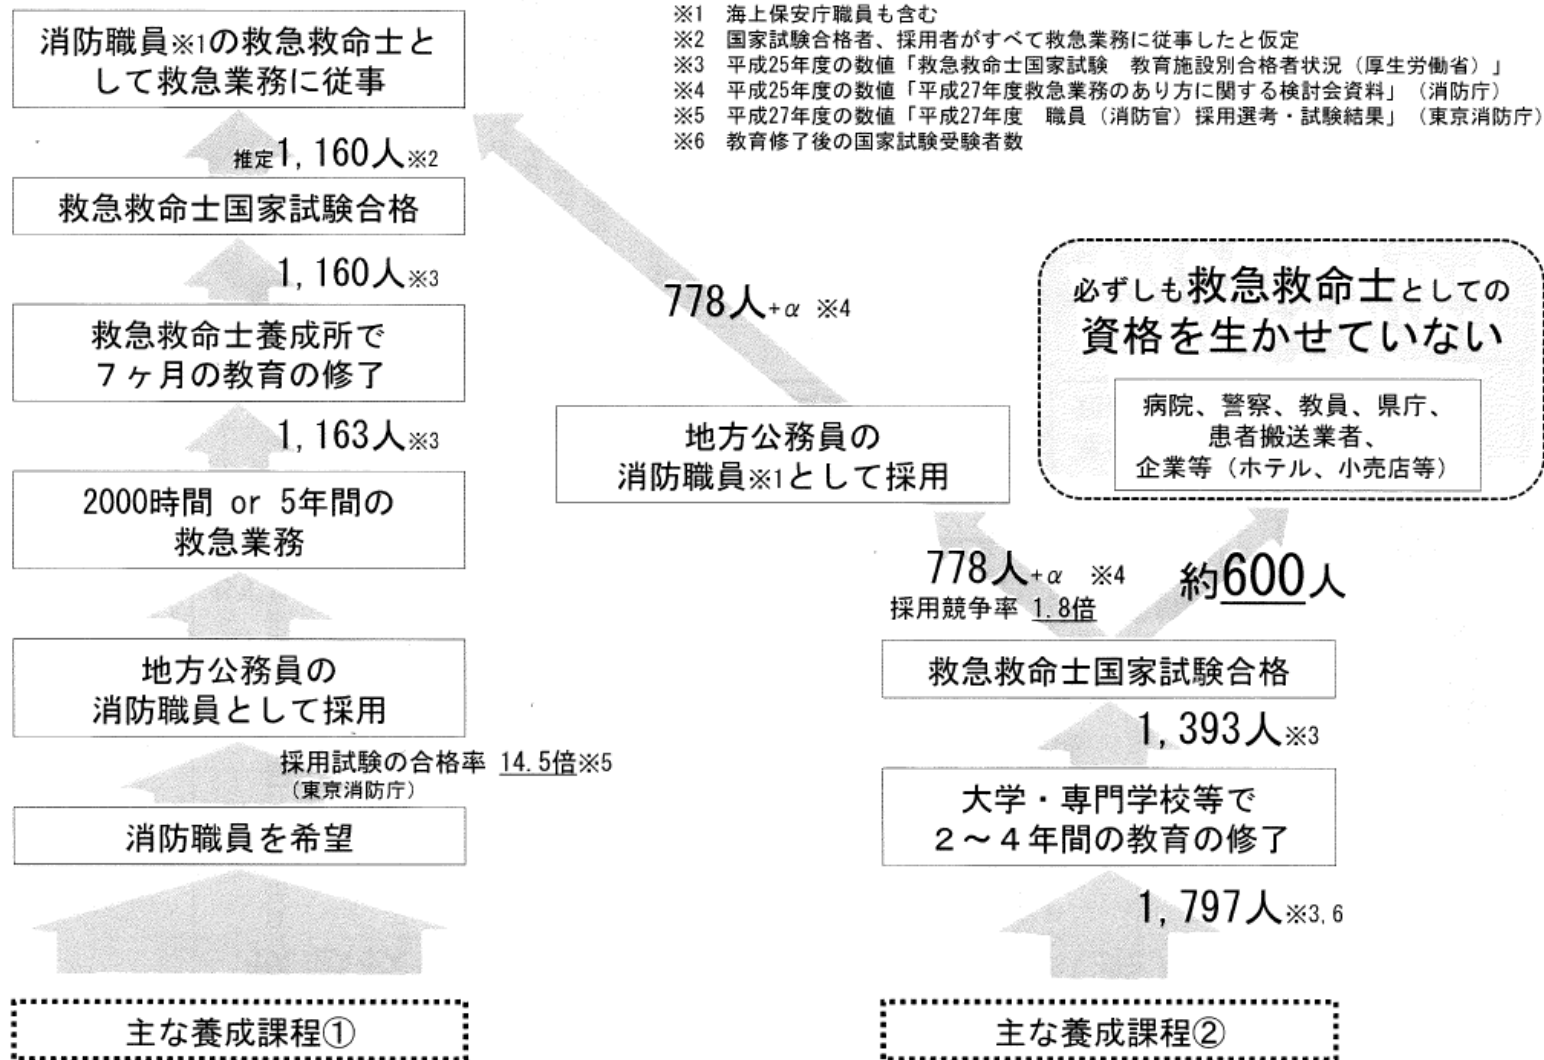 ※1　海上保安庁職員も含む
※2　国家試験合格者、採用者がすべて救急業務に従事したと仮定
※3　平成25年度の数値「救急救命士国家試験　教育施設別合格者状況（厚生労働省）」
※4　平成25年度の数値「平成27年度救急業務のあり方に関する検討会資料」（消防庁）
※5　平成27年度の数値「平成27年度　職員（消防官）採用選考・試験結果」（東京消防庁）
※6　教育修了後の国家試験受験者数
消防職員※1の救急救命士と
して救急業務に従事
推定1,160人※2
救急救命士国家試験合格
1,160人※3
救急救命士養成所で
７ヶ月の教育の修了
1,163人※3
2000時間 or 5年間の
救急業務
地方公務員の
消防職員として採用
採用試験の合格率 14.5倍※5
（東京消防庁）
消防職員を希望
主な養成課程①
778人+α ※4
地方公務員の
消防職員※1として採用
必ずしも救急救命士としての
資格を生かせていない
病院、警察、教員、県庁、
患者搬送業者、
企業等（ホテル、小売店等）
778人+α ※4
採用競争率 1.8倍
約600人
救急救命士国家試験合格
1,393人※3
大学・専門学校等で
２～４年間の教育の修了
1,797人※3,6
主な養成課程②